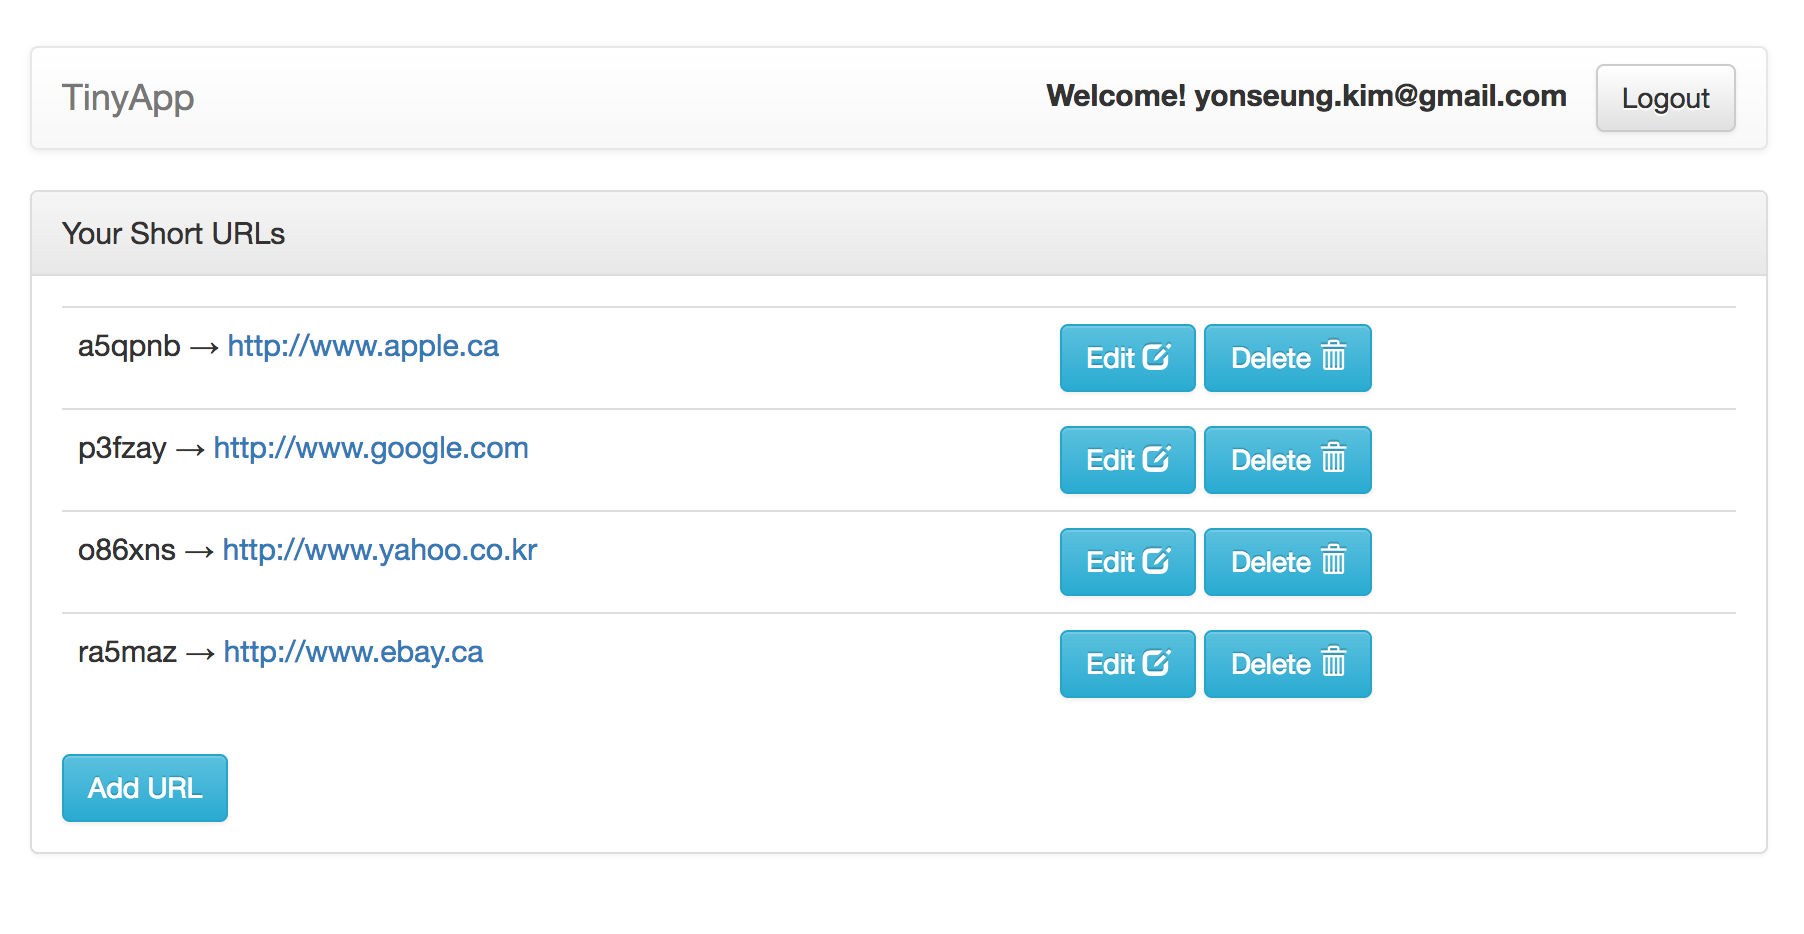 TinyApp Welcome! yonseung.kim@gmail.com Logout
Your Short URLs
a5qpnb → http://www.apple.ca Edit Delete
p3fzay → http://www.google.com Edit Delete
o86xns → http://www.yahoo.co.kr Edit Delete
ra5maz → http://www.ebay.ca Edit Delete
Add URL